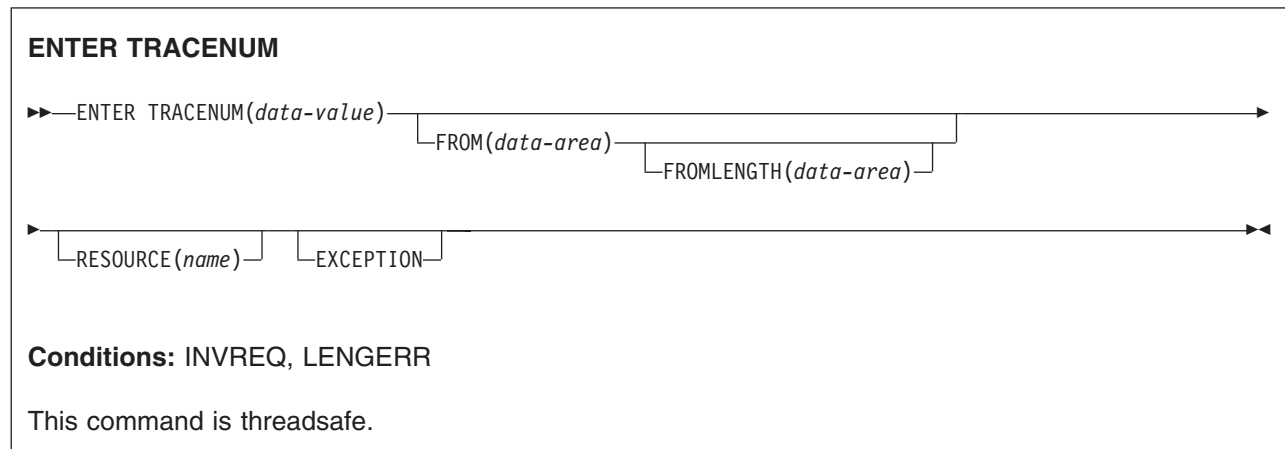 ENTER TRACENUM
ENTER TRACENUM(data-value)
FROM(data-area)
FROMLENGTH(data-area)
RESOURCE(name) EXCEPTION
Conditions: INVREQ, LENGERR
This command is threadsafe.